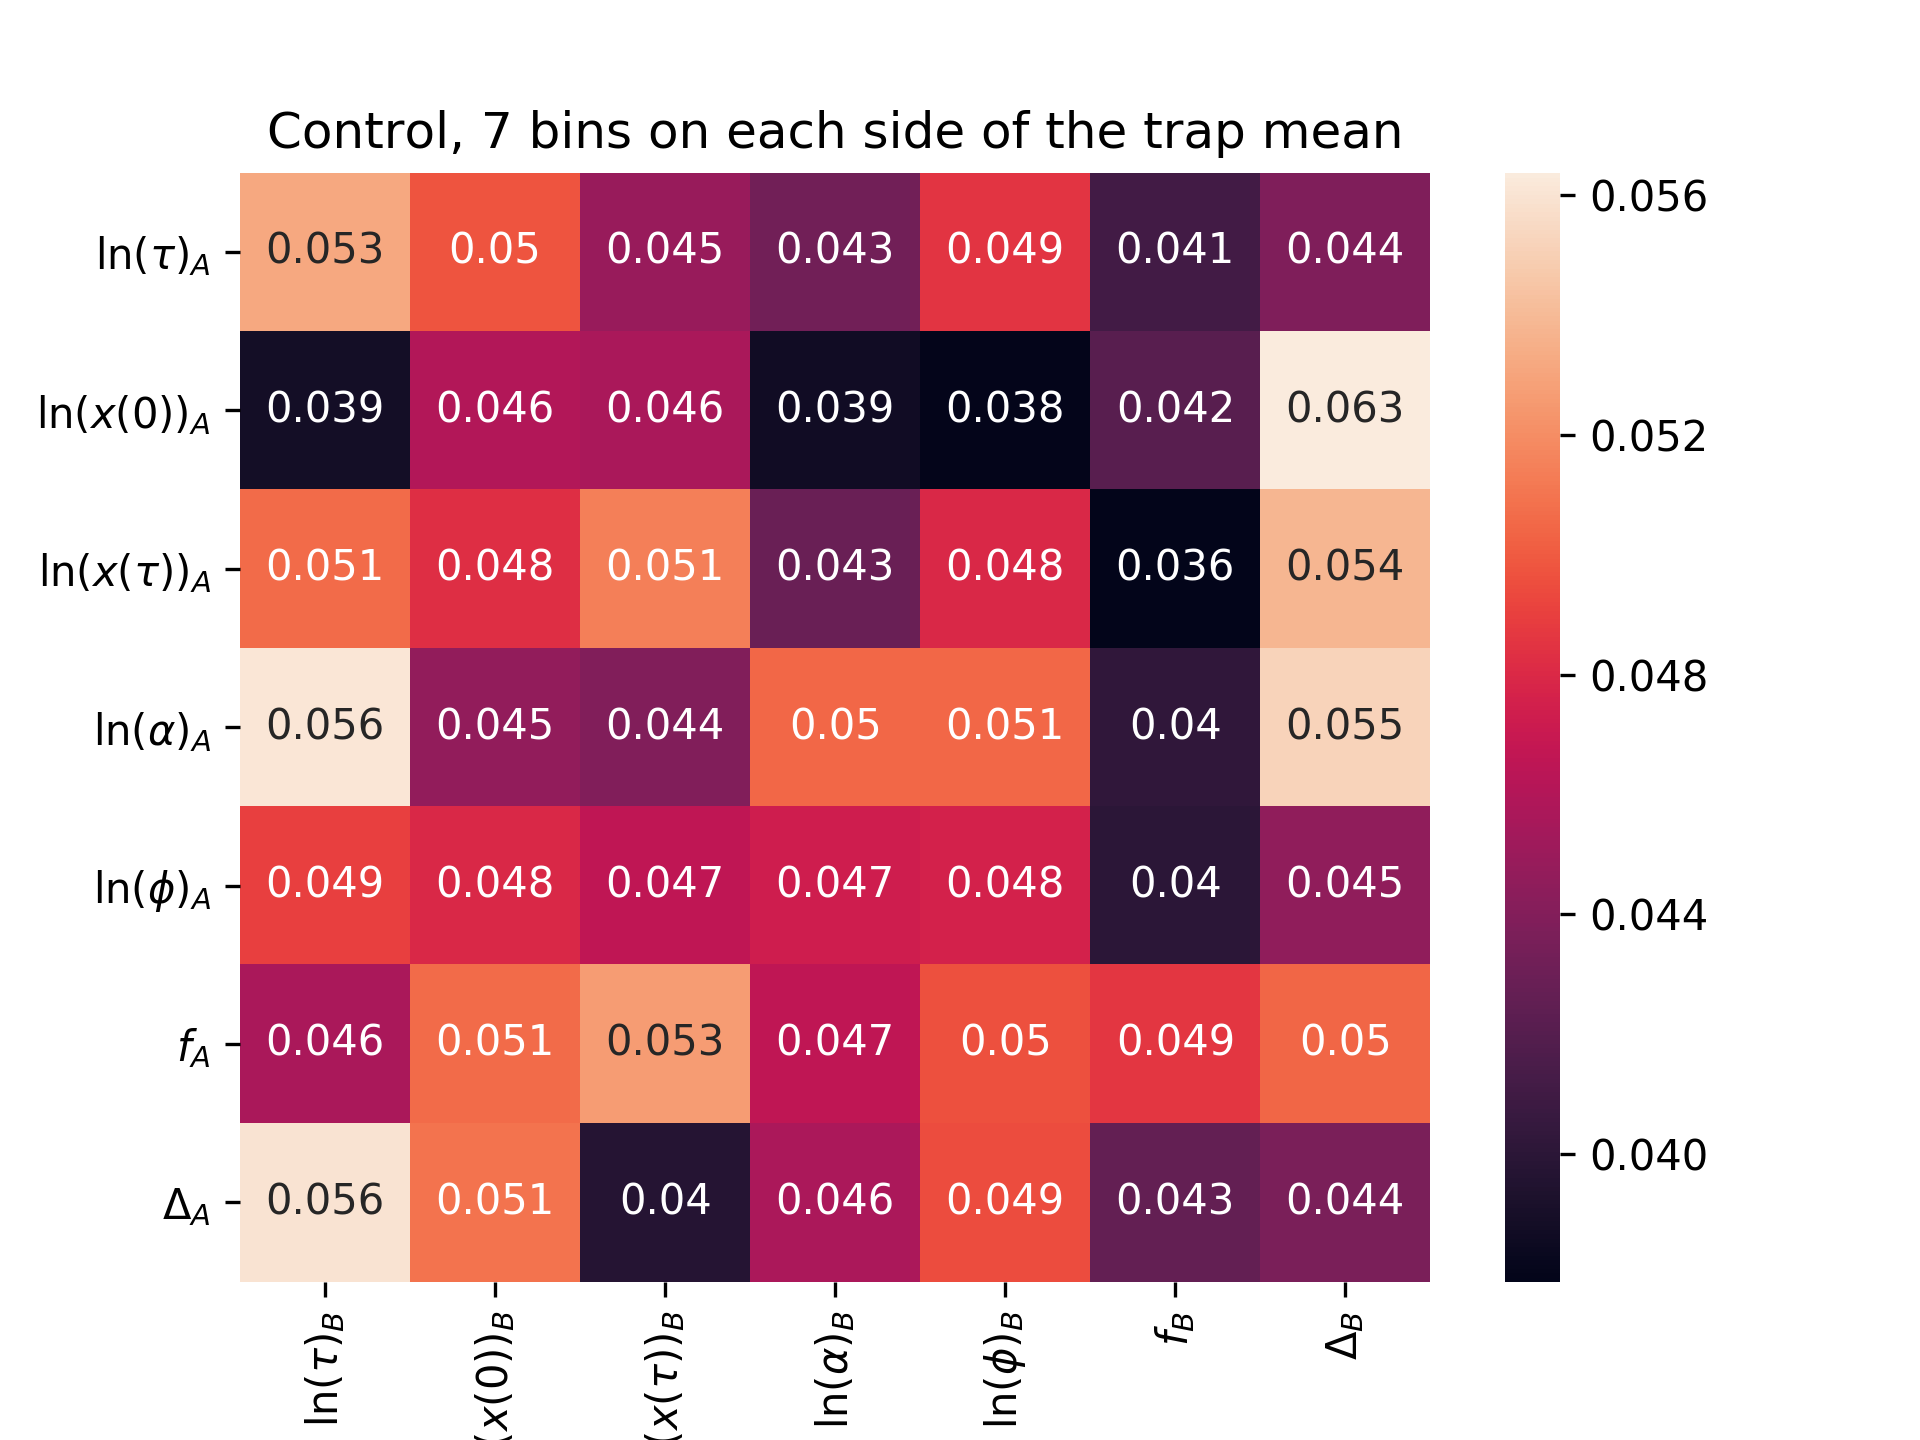 Control, 7 bins on each side of the trap mean
ln(τ)A 0.053 0.05 0.045 0.043 0.049 0.041 0.044
ln(x(0))A 0.039 0.046 0.046 0.039 0.038 0.042 0.063
ln(x(τ))A 0.051 0.048 0.051 0.043 0.048 0.036 0.054
ln(α)A 0.056 0.045 0.044 0.05 0.051 0.04 0.055
ln(ϕ)A 0.049 0.048 0.047 0.047 0.048 0.04 0.045
fA 0.046 0.051 0.053 0.047 0.05 0.049 0.05
ΔA 0.056 0.051 0.04 0.046 0.049 0.043 0.044
ln(τ)B (x(0))B (x(τ))B ln(α)B ln(ϕ)B fB ΔB
0.056
0.052
0.048
0.044
0.040